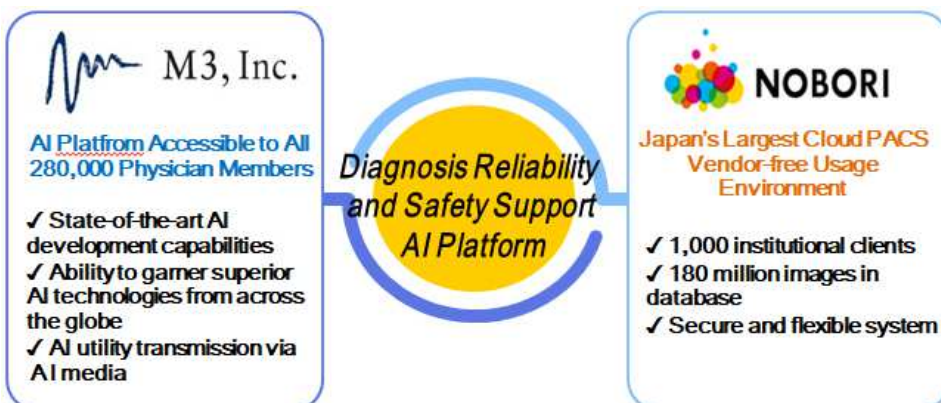 M3, Inc.
AI Platfrom Accessible to All
280,000 Physician Members
✓ State-of-the-art AI
development capabilities
✓ Ability to garner superior
AI technologies from across
the globe
✓ AI utility transmission via
AI media
Diagnosis Reliability
and Safety Support
AI Platform
NOBORI
Japan's Largest Cloud PACS
Vendor-free Usage
Environment
✓ 1,000 institutional clients
✓ 180 million images in
database
✓ Secure and flexible system